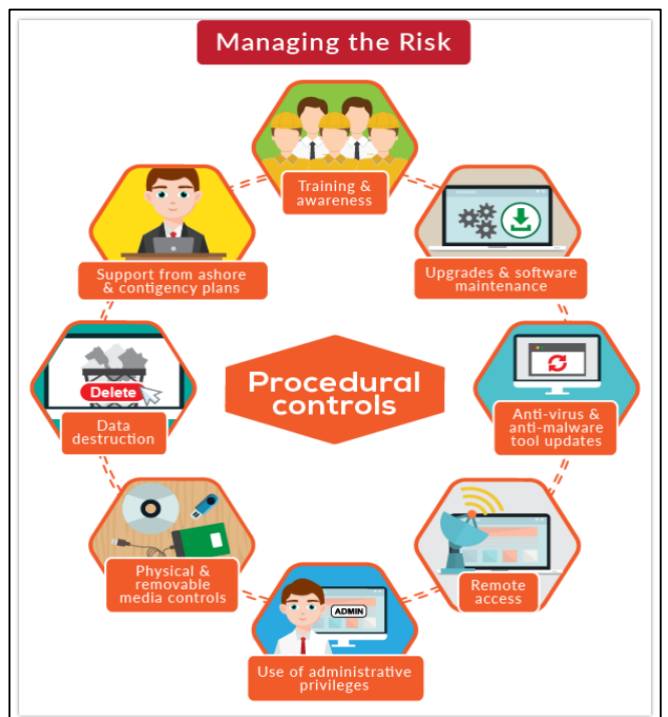 Managing the Risk
Training &
awareness
Upgrades & software
maintenance
Anti-virus &
anti-malware
tool updates
Remote
access
ADMIN
Use of administrative
privileges
Physical &
removable
media controls
Delete
Data
destruction
Support from ashore
& contigency plans
Procedural
controls